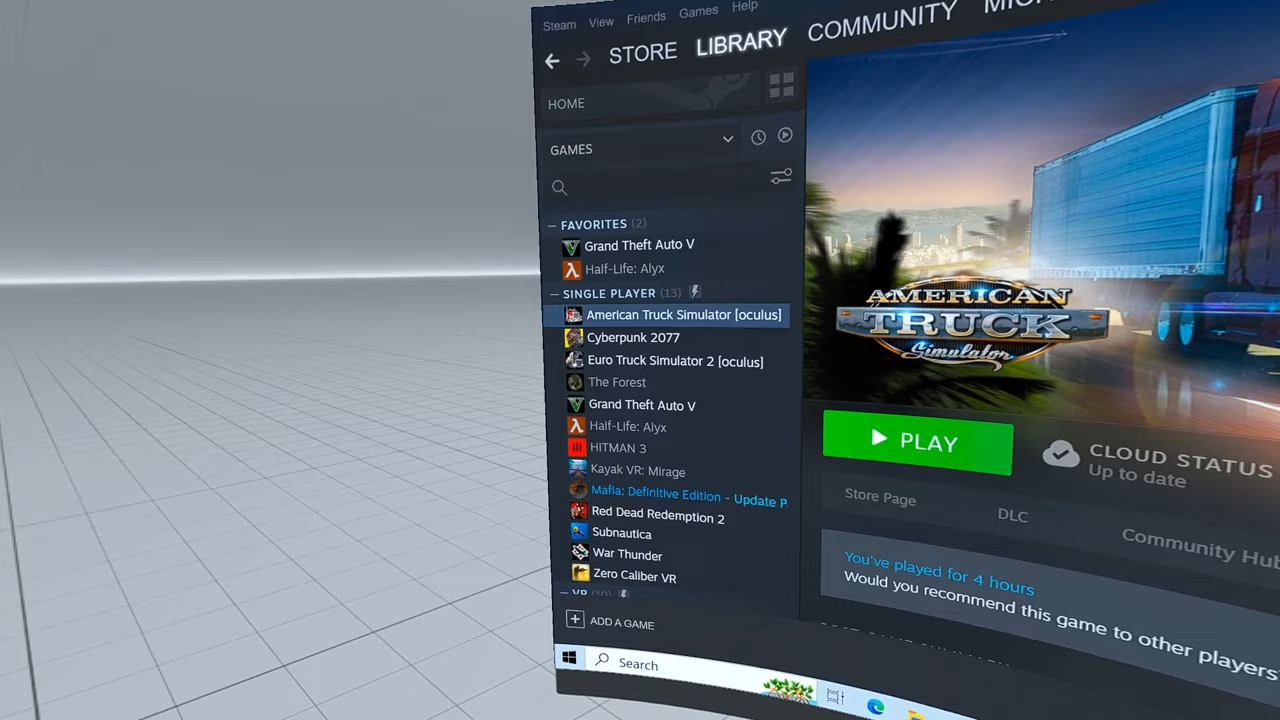 Steam View Friends Games Help
STORE LIBRARY COMMUNITY
HOME
GAMES
FAVORITES (2)
Grand Theft Auto V
Half-Life: Alyx
SINGLE PLAYER (13)
American Truck Simulator [oculus]
Cyberpunk 2077
Euro Truck Simulator 2 [oculus]
The Forest
Grand Theft Auto V
Half-Life: Alyx
HITMAN 3
Kayak VR: Mirage
Mafia: Definitive Edition - Update P
Red Dead Redemption 2
Subnautica
War Thunder
Zero Caliber VR
VR (10)
ADD A GAME
Search
AMERICAN
TRUCK
Simulator
PLAY
CLOUD STATUS
Up to date
Store Page DLC Community Hub
You've played for 4 hours
Would you recommend this game to other players